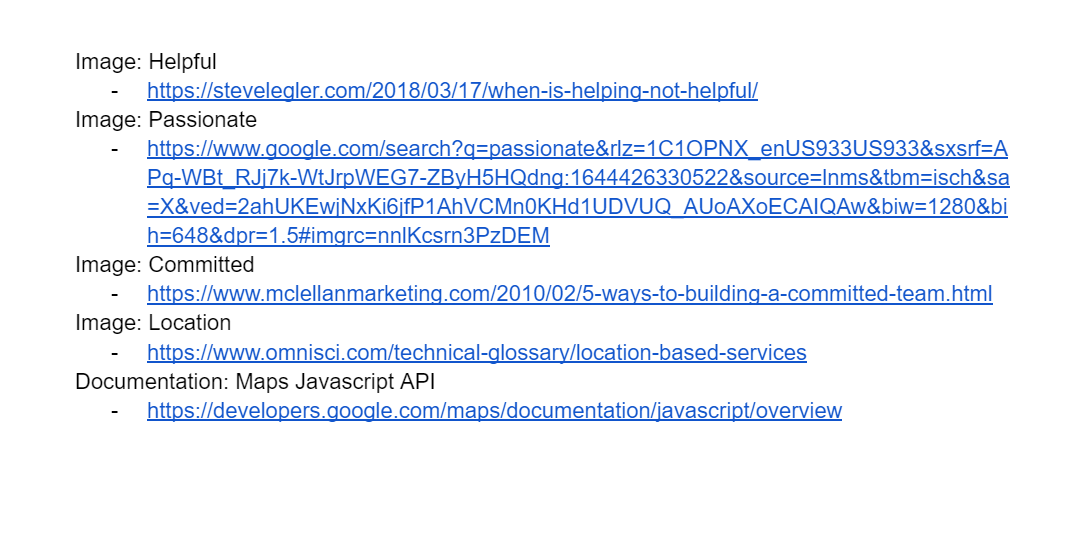 Image: Helpful
- https://stevelegler.com/2018/03/17/when-is-helping-not-helpful/
Image: Passionate
- https://www.google.com/search?q=passionate&rlz=1C1OPNX_enUS933US933&sxsrf=A
Pq-WBt_RJj7k-WtJrpWEG7-ZByH5HQdng:1644426330522&source=lnms&tbm=isch&sa
=X&ved=2ahUKEwjNxKi6jfP1AhVCMn0KHd1UDVUQ_AUoAXoECAIQAw&biw=1280&bi
h=648&dpr=1.5#imgrc=nnlKcsrn3PzDEM
Image: Committed
- https://www.mclellanmarketing.com/2010/02/5-ways-to-building-a-committed-team.html
Image: Location
- https://www.omnisci.com/technical-glossary/location-based-services
Documentation: Maps Javascript API
- https://developers.google.com/maps/documentation/javascript/overview